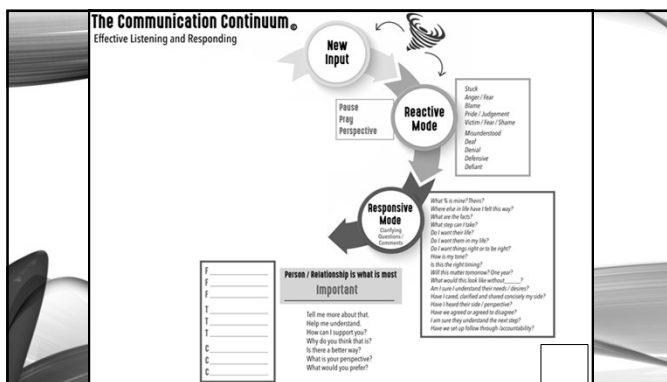 The Communication Continuum
Effective Listening and Responding
New
Input
Reactive
Mode
Pause
Pray
Perspective
Stuck
Anger / Fear
Blame
Pride / Judgement
Victim / Fear / Shame
Misunderstood
Deaf
Denial
Defensive
Defiant
Responsive
Mode
Clarifying
Questions /
Comments
What % is mine? Theirs?
Where else in life have I felt this way?
What are the facts?
What step can I take?
Do I want their life?
Do I want them in my life?
Do I want things right or to be right?
How is my tone?
Is this the right timing?
Will this matter tomorrow? One year?
What would this look like without_____?
Am I sure I understand their needs / desires?
Have I cared, clarified and shared concisely my side?
Have I heard their side / perspective?
Have we agreed or agreed to disagree?
I am sure they understand the next step?
Have we set up follow through /accountability?
F
F
F
T
T
T
C
C
C
Person / Relationship is what is most
Important
Tell me more about that.
Help me understand.
How can I support you?
Why do you think that is?
Is there a better way?
What is your perspective?
What would you prefer?